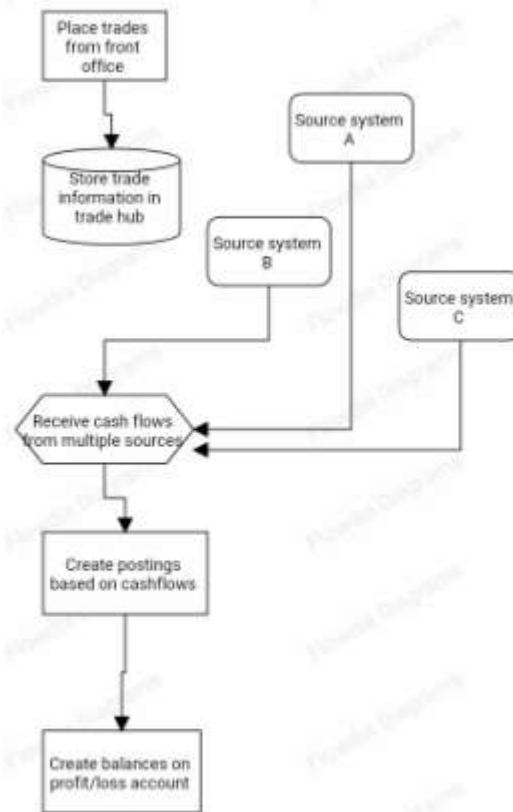 Place trades
from front
office
Source system
A
Store trade
information in
trade hub
Source system
B
Source system
C
Receive cash flows
from multiple sources
Create postings
based on cashflows
Create balances on
profit/loss account